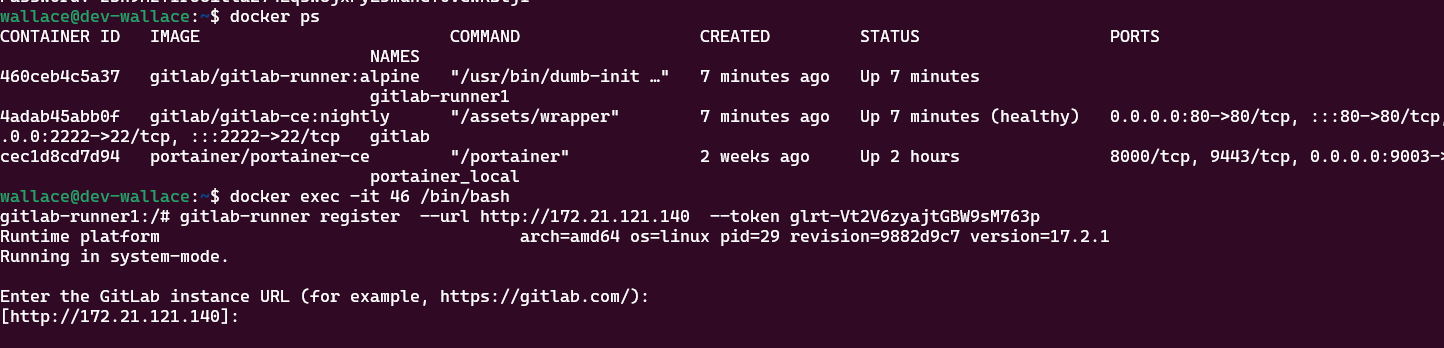 wallace@dev-wallace:~$ docker ps
CONTAINER ID   IMAGE                         COMMAND                  CREATED         STATUS                   PORTS
                                     NAMES
460ceb4c5a37   gitlab/gitlab-runner:alpine   "/usr/bin/dumb-init …"   7 minutes ago   Up 7 minutes
                                     gitlab-runner1
4adab45abb0f   gitlab/gitlab-ce:nightly      "/assets/wrapper"        7 minutes ago   Up 7 minutes (healthy)   0.0.0.0:80->80/tcp, :::80->80/tcp,
.0.0:2222->22/tcp, :::2222->22/tcp   gitlab
cec1d8cd7d94   portainer/portainer-ce        "/portainer"             2 weeks ago     Up 2 hours               8000/tcp, 9443/tcp, 0.0.0.0:9003->
                                     portainer_local
wallace@dev-wallace:~$ docker exec -it 46 /bin/bash
gitlab-runner1:/# gitlab-runner register  --url http://172.21.121.140  --token glrt-Vt2V6zyajtGBW9sM763p
Runtime platform                                    arch=amd64 os=linux pid=29 revision=9882d9c7 version=17.2.1
Running in system-mode.
Enter the GitLab instance URL (for example, https://gitlab.com/):
[http://172.21.121.140]: